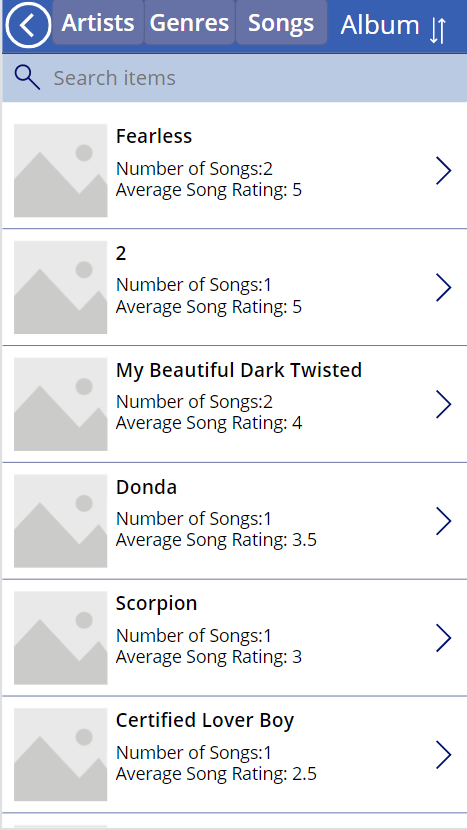 Artists Genres Songs Album
Search items
Fearless
Number of Songs:2
Average Song Rating: 5
2
Number of Songs:1
Average Song Rating: 5
My Beautiful Dark Twisted
Number of Songs:2
Average Song Rating: 4
Donda
Number of Songs:1
Average Song Rating: 3.5
Scorpion
Number of Songs:1
Average Song Rating: 3
Certified Lover Boy
Number of Songs:1
Average Song Rating: 2.5